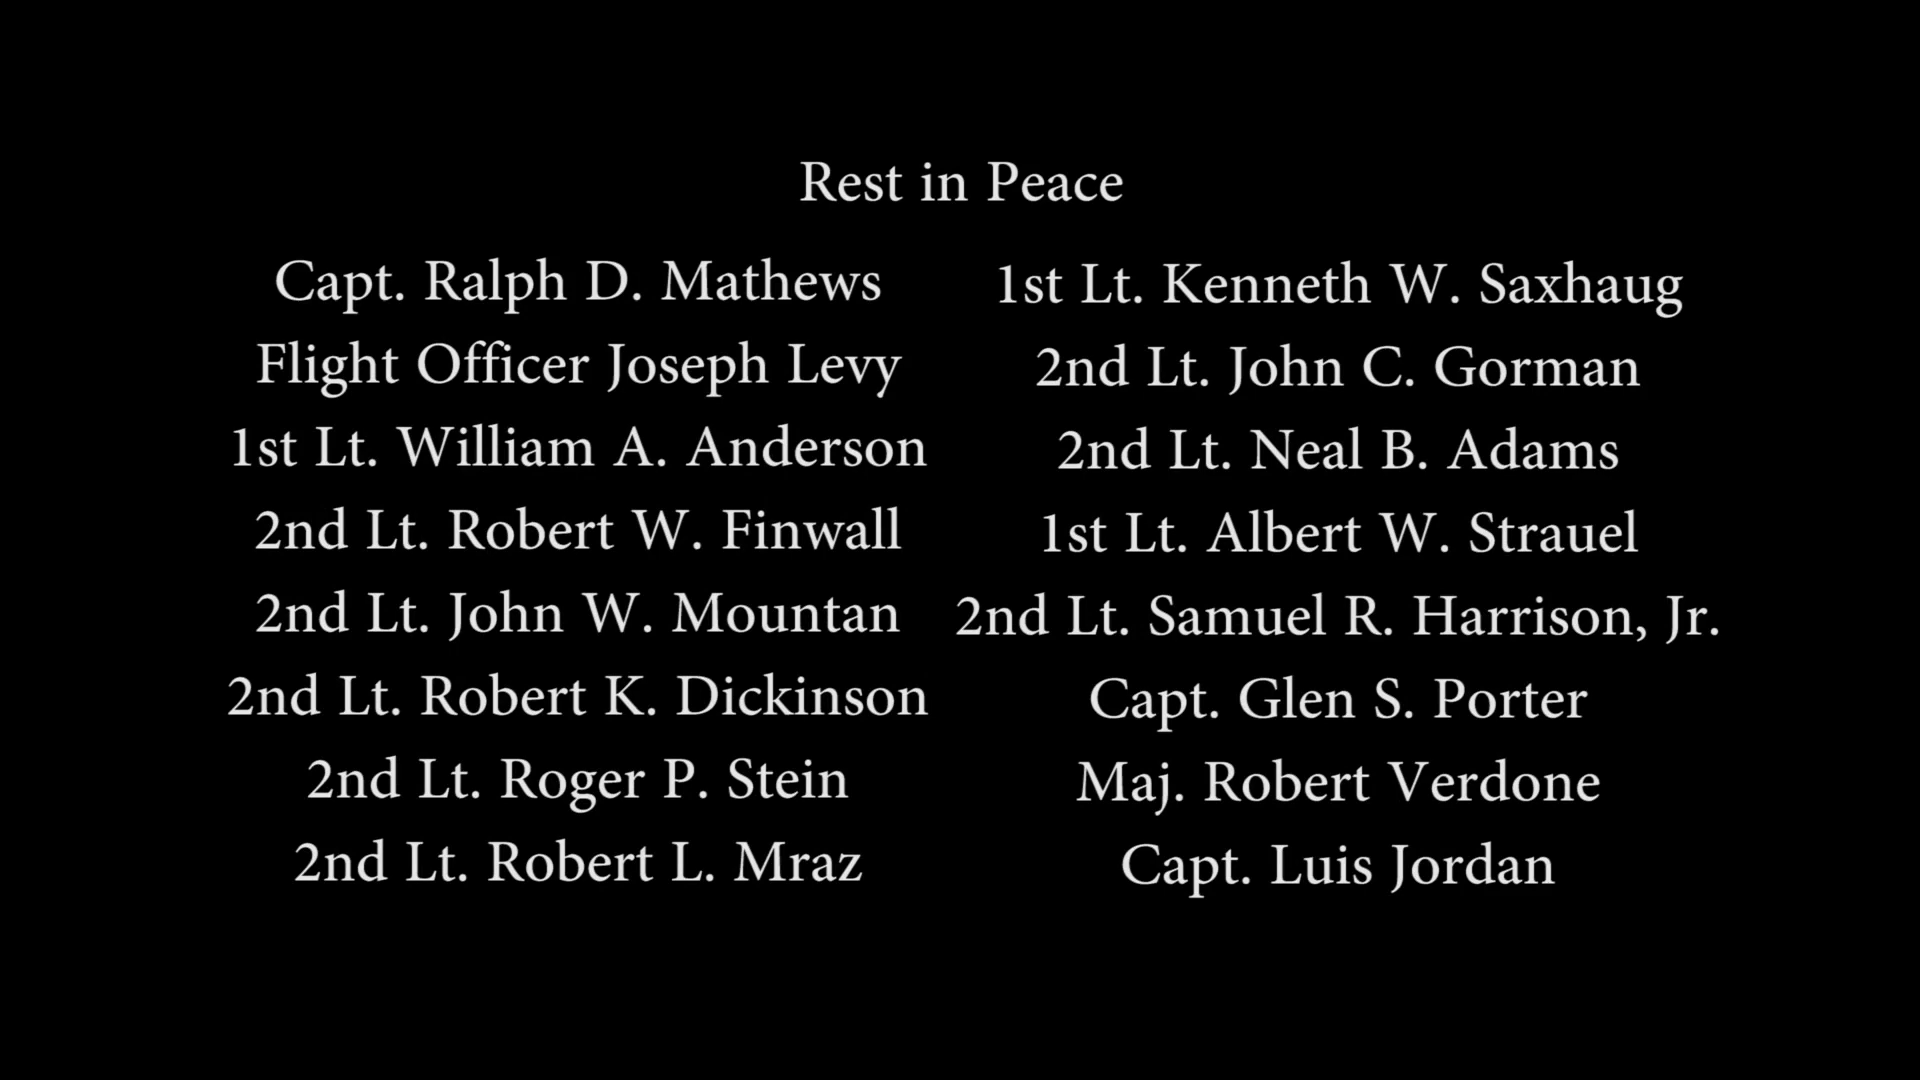 Rest in Peace
Capt. Ralph D. Mathews
Flight Officer Joseph Levy
1st Lt. William A. Anderson
2nd Lt. Robert W. Finwall
2nd Lt. John W. Mountan
2nd Lt. Robert K. Dickinson
2nd Lt. Roger P. Stein
2nd Lt. Robert L. Mraz
1st Lt. Kenneth W. Saxhaug
2nd Lt. John C. Gorman
2nd Lt. Neal B. Adams
1st Lt. Albert W. Strauel
2nd Lt. Samuel R. Harrison, Jr.
Capt. Glen S. Porter
Maj. Robert Verdone
Capt. Luis Jordan